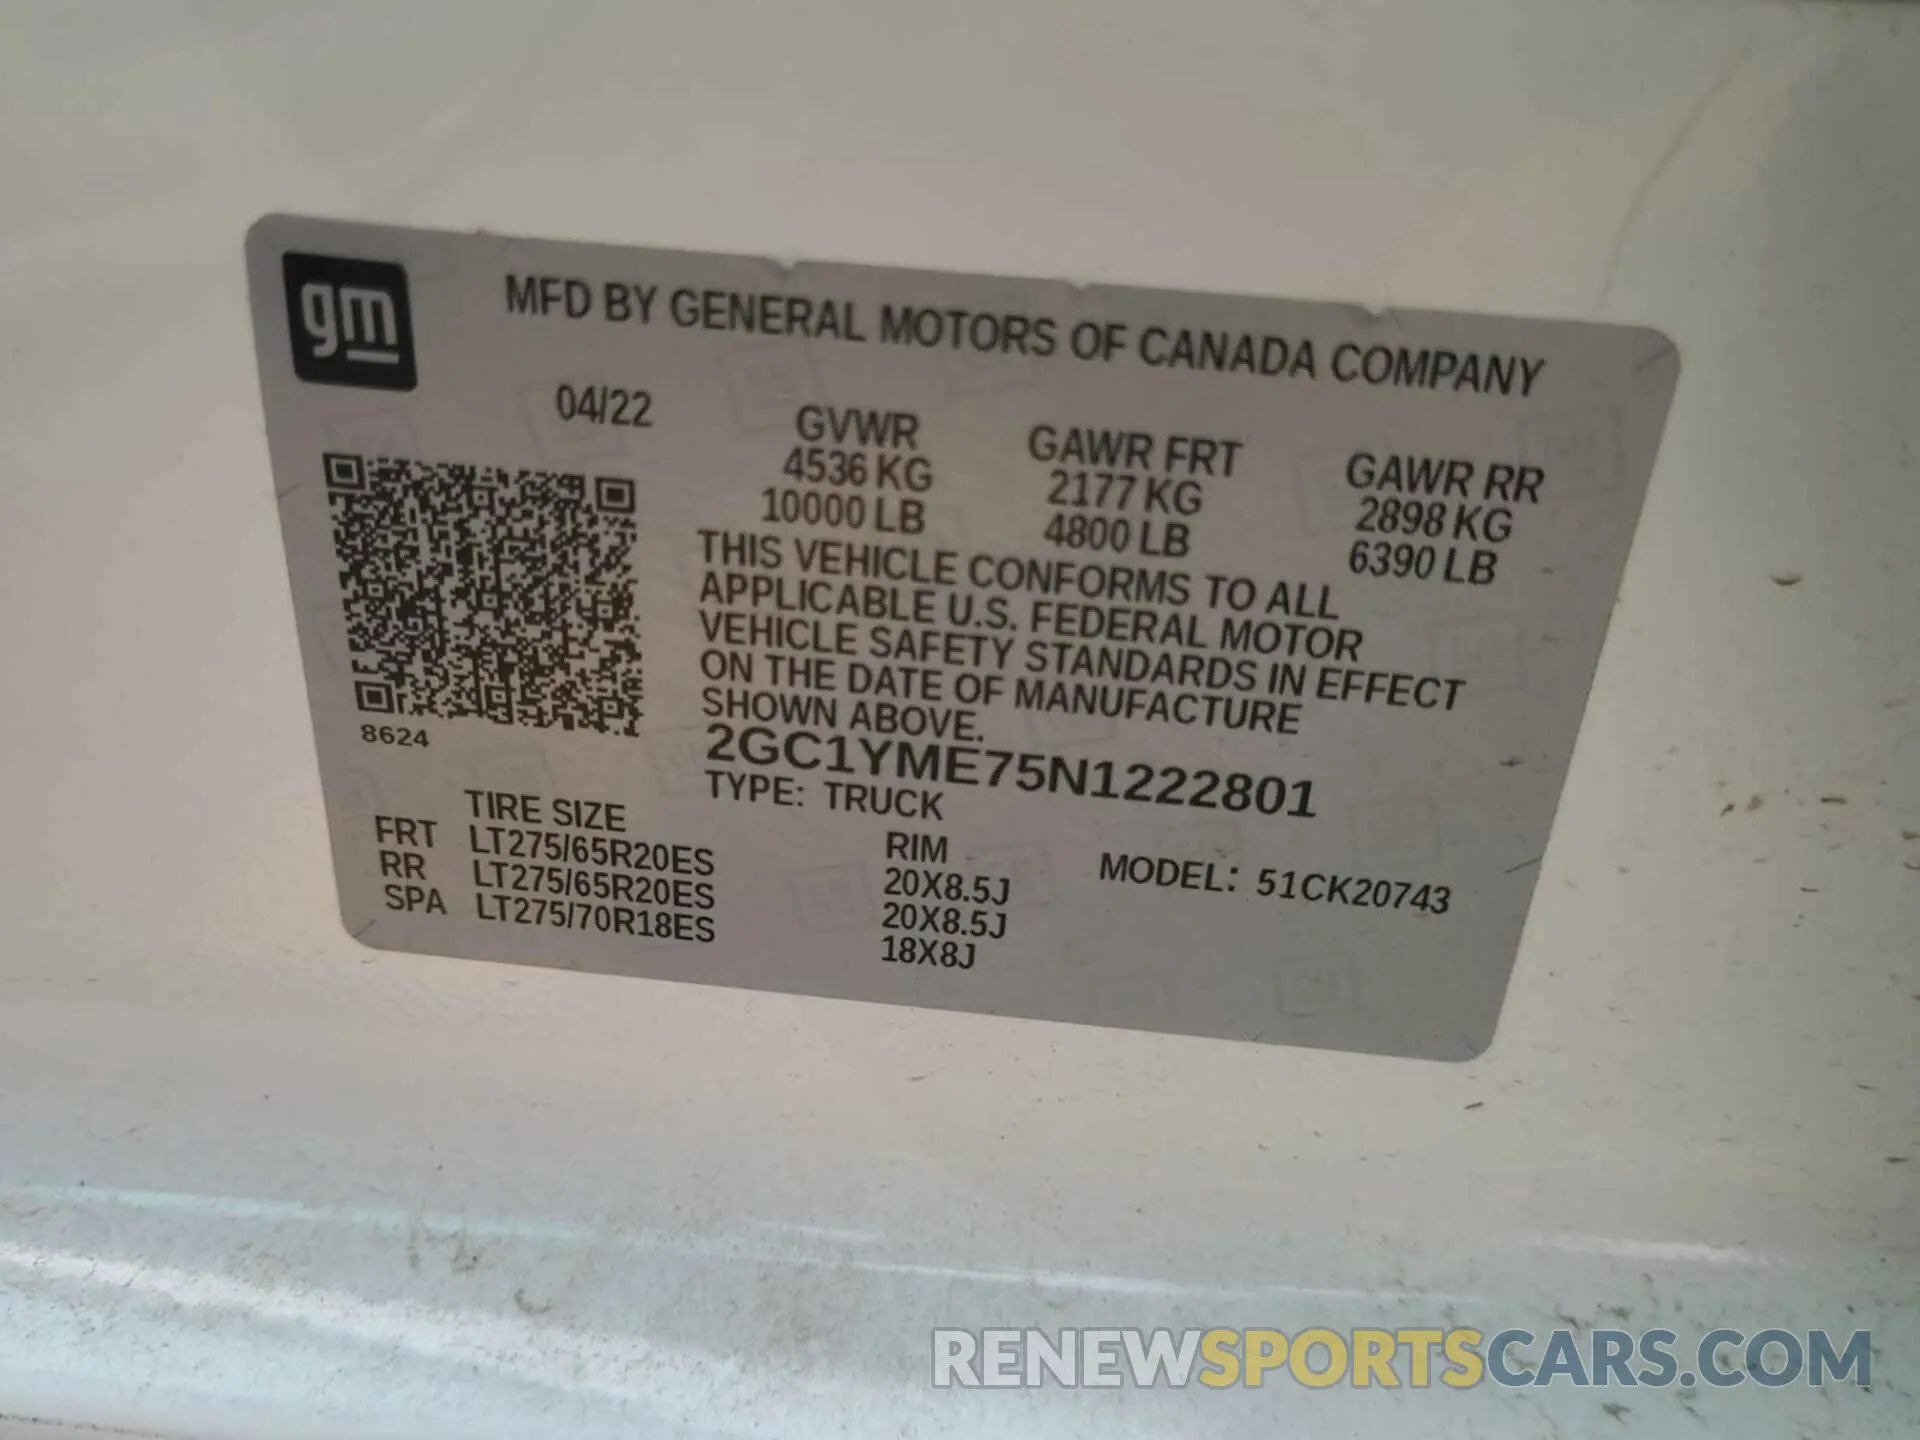 gm
MFD BY GENERAL MOTORS OF CANADA COMPANY
04/22
GVWR
4536 KG
10000 LB
GAWR FRT
2177 KG
4800 LB
GAWR RR
2898 KG
6390 LB
THIS VEHICLE CONFORMS TO ALL
APPLICABLE U.S. FEDERAL MOTOR
VEHICLE SAFETY STANDARDS IN EFFECT
ON THE DATE OF MANUFACTURE
SHOWN ABOVE.
8624
2GC1YME75N1222801
TYPE: TRUCK
TIRE SIZE
RIM
FRT LT275/65R20ES 20X8.5J
RR LT275/65R20ES 20X8.5J
SPA LT275/70R18ES 18X8J
MODEL: 51CK20743
RENEWSPORTSCARS.COM